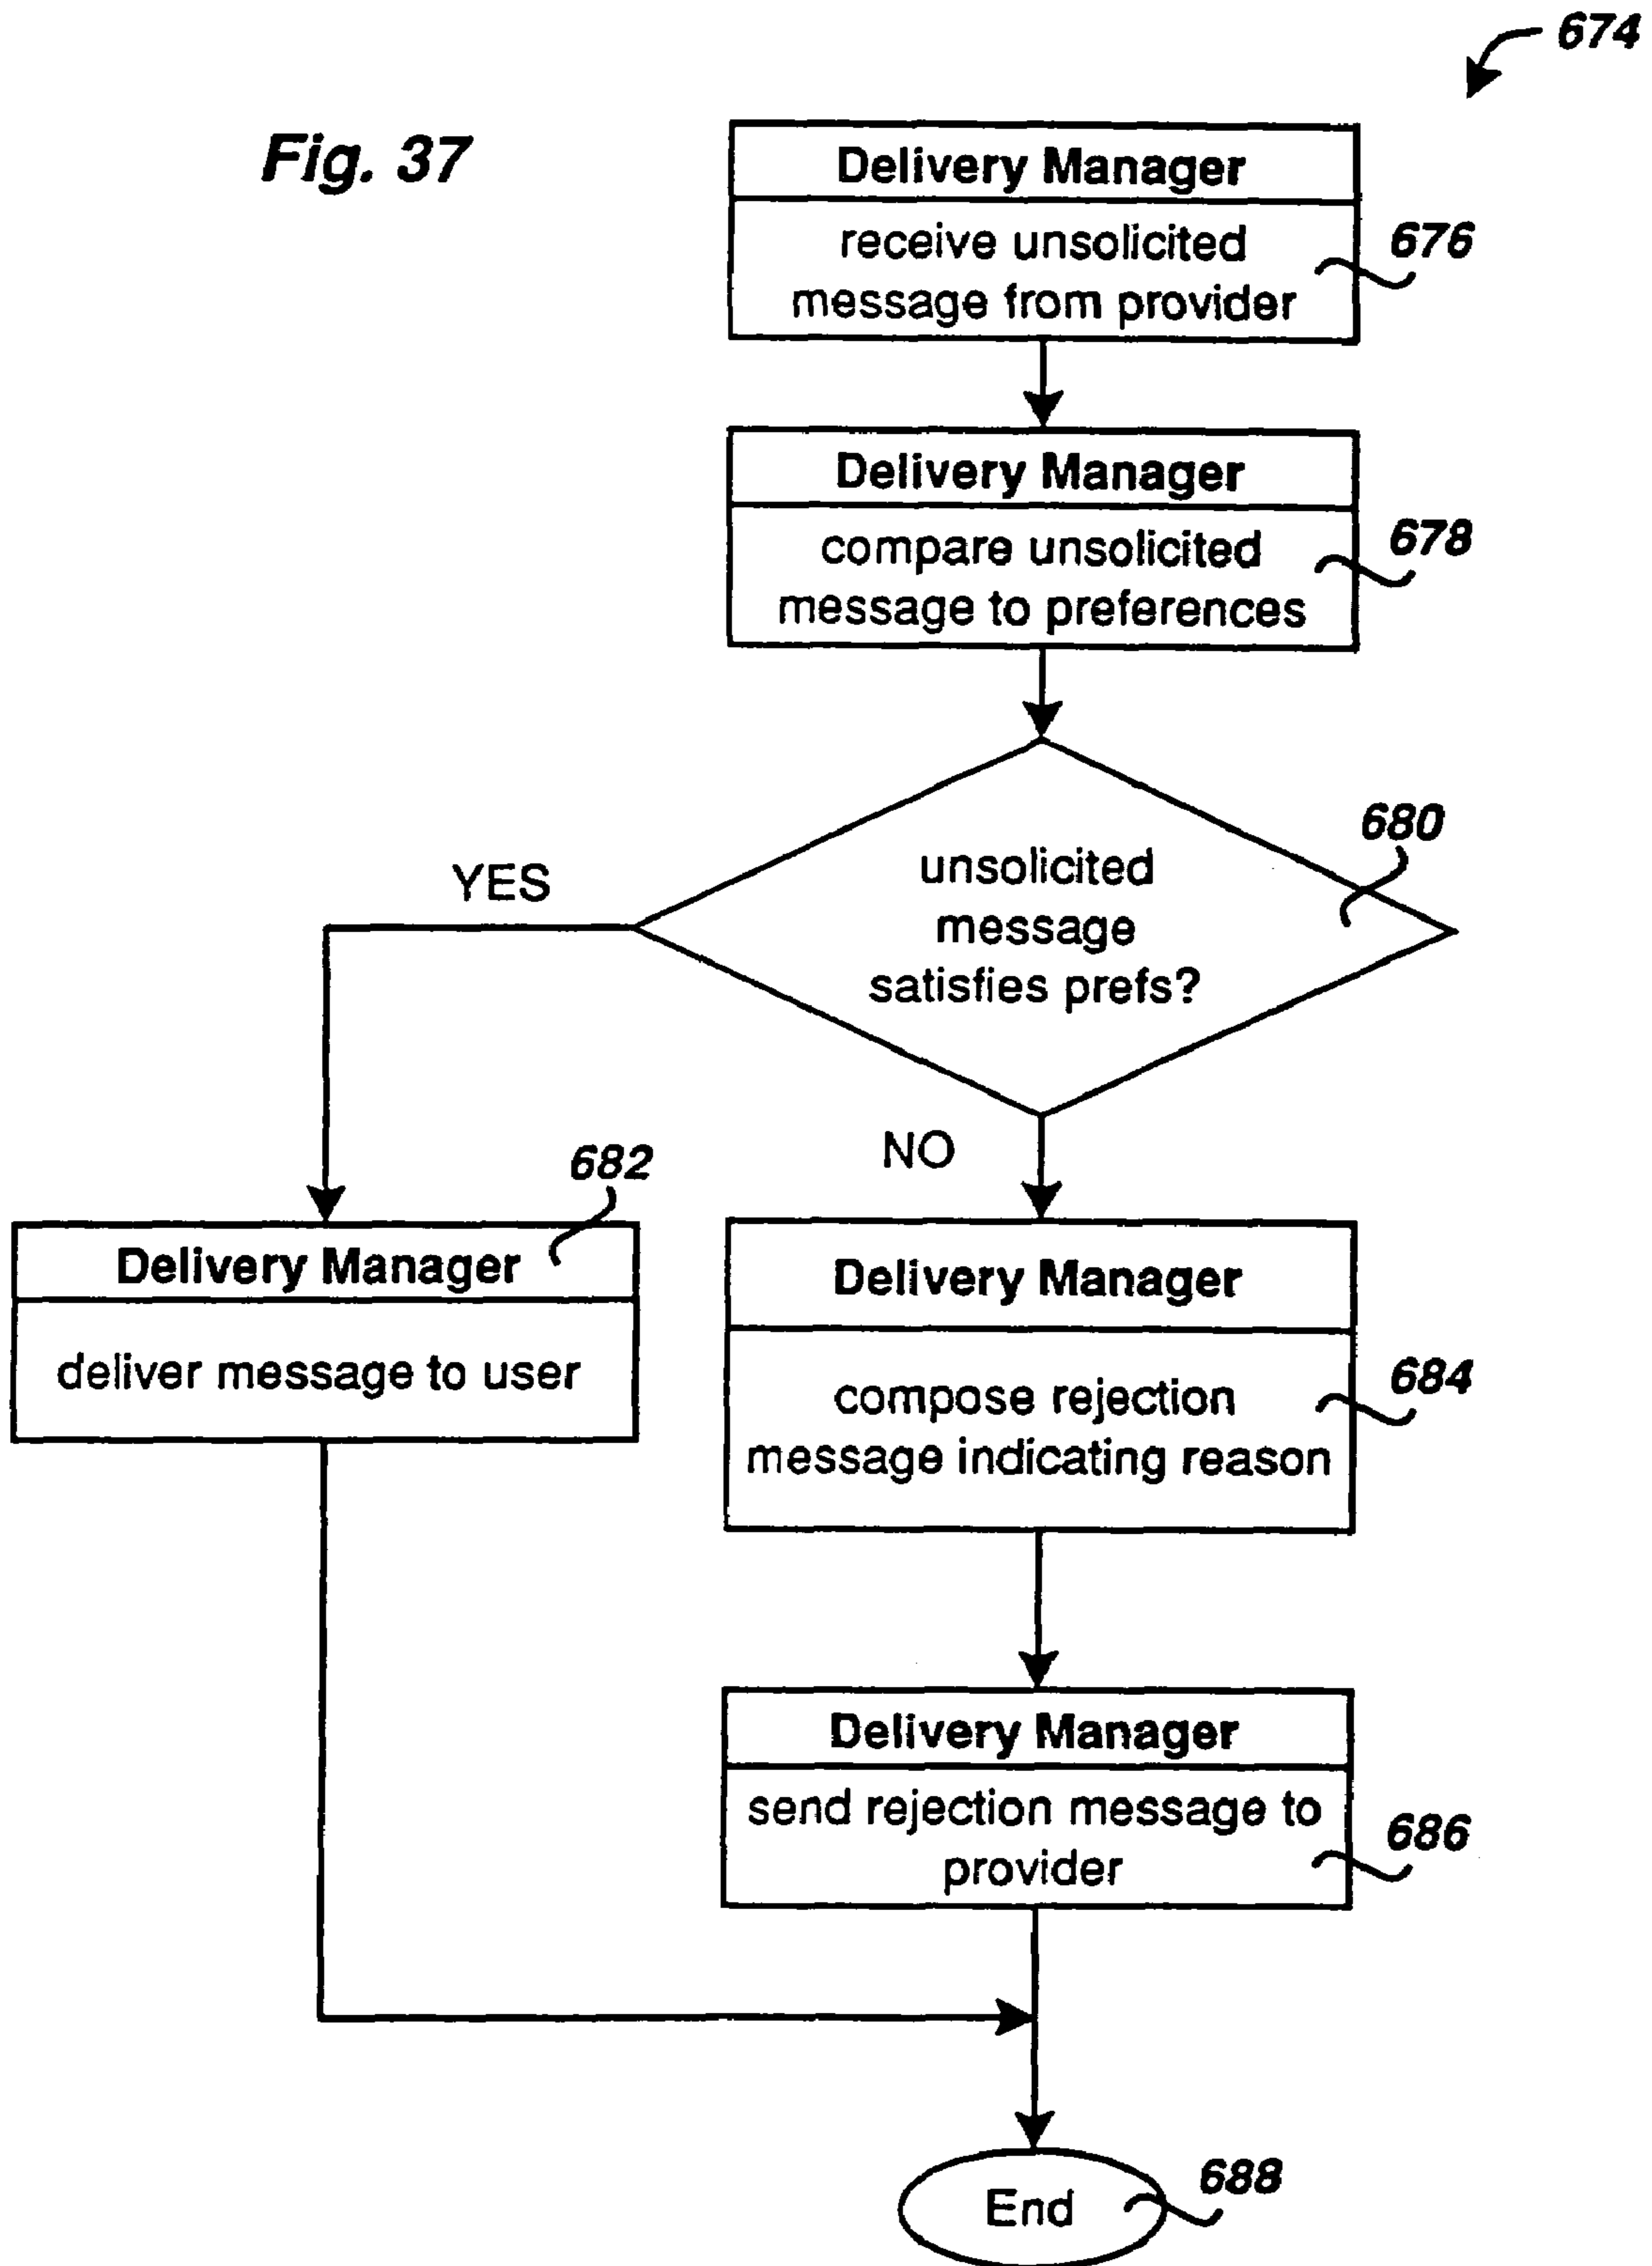 674
Fig. 37
Delivery Manager
receive unsolicited
message from provider
676
Delivery Manager
compare unsolicited
message to preferences
678
680
unsolicited
message
satisfies prefs?
YES
NO
682
Delivery Manager
deliver message to user
Delivery Manager
compose rejection
message indicating reason
684
Delivery Manager
send rejection message to
provider
686
End
688